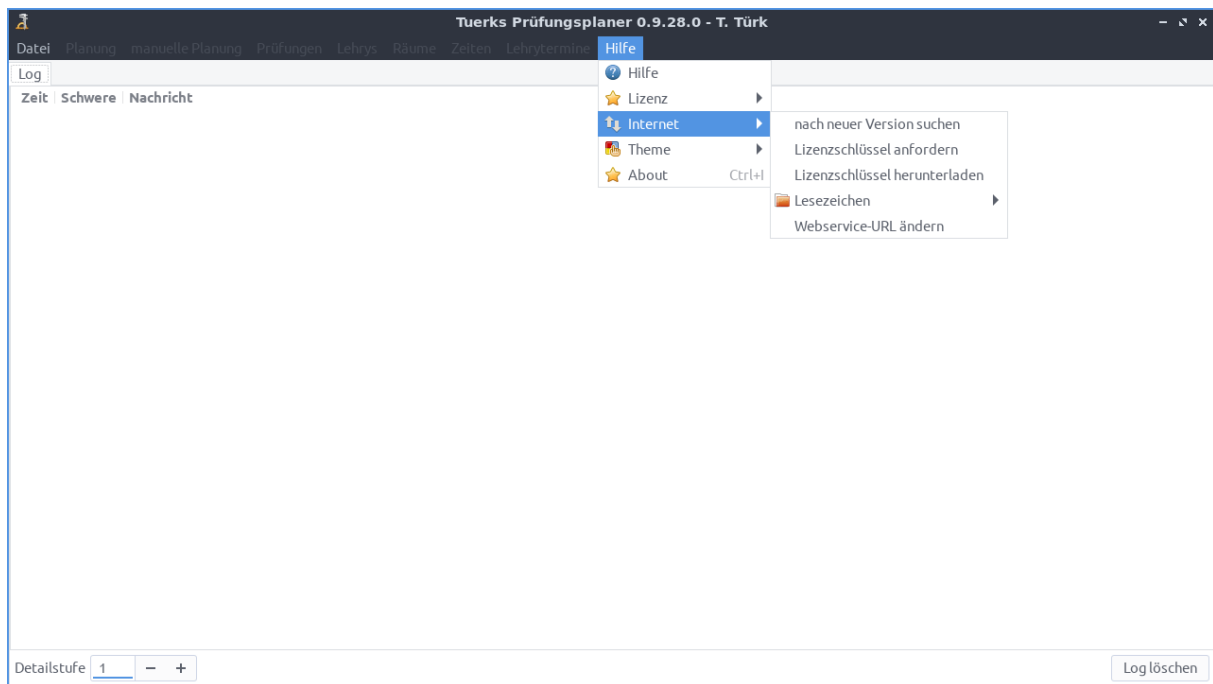 Tuerks Prüfungsplaner 0.9.28.0 - T. Türk
Datei Planung manuelle Planung Prüfungen Lehrys Räume Zeiten Lehrytermine Hilfe
Log
Zeit Schwere Nachricht
Hilfe
Lizenz
Internet
Theme
About Ctrl+I
nach neuer Version suchen
Lizenzschlüssel anfordern
Lizenzschlüssel herunterladen
Lesezeichen
Webservice-URL ändern
Detailstufe 1 − +
Log löschen